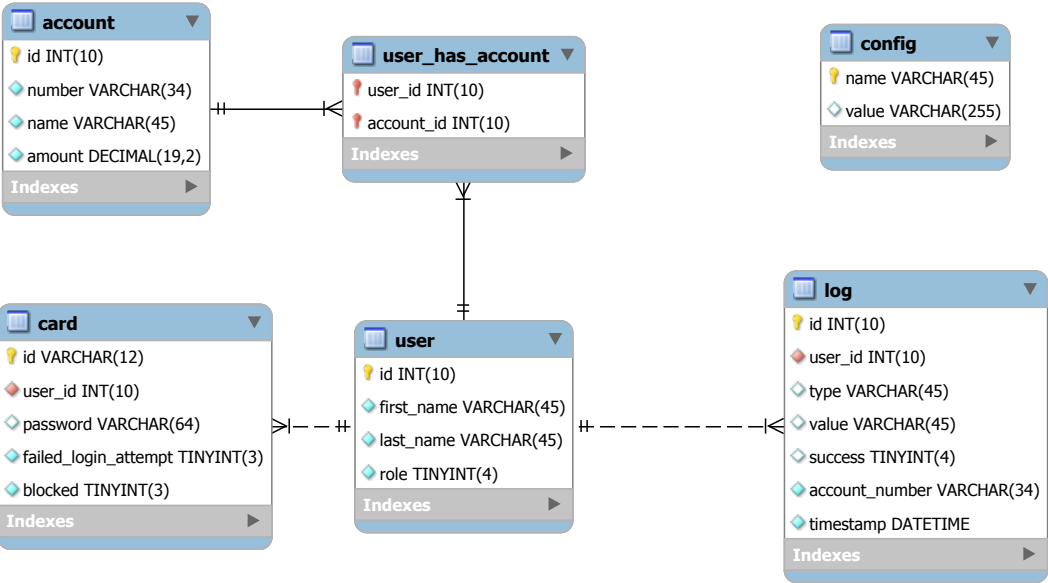 account
id INT(10)
number VARCHAR(34)
name VARCHAR(45)
amount DECIMAL(19,2)
Indexes
user_has_account
user_id INT(10)
account_id INT(10)
Indexes
config
name VARCHAR(45)
value VARCHAR(255)
Indexes
card
id VARCHAR(12)
user_id INT(10)
password VARCHAR(64)
failed_login_attempt TINYINT(3)
blocked TINYINT(3)
Indexes
user
id INT(10)
first_name VARCHAR(45)
last_name VARCHAR(45)
role TINYINT(4)
Indexes
log
id INT(10)
user_id INT(10)
type VARCHAR(45)
value VARCHAR(45)
success TINYINT(4)
account_number VARCHAR(34)
timestamp DATETIME
Indexes